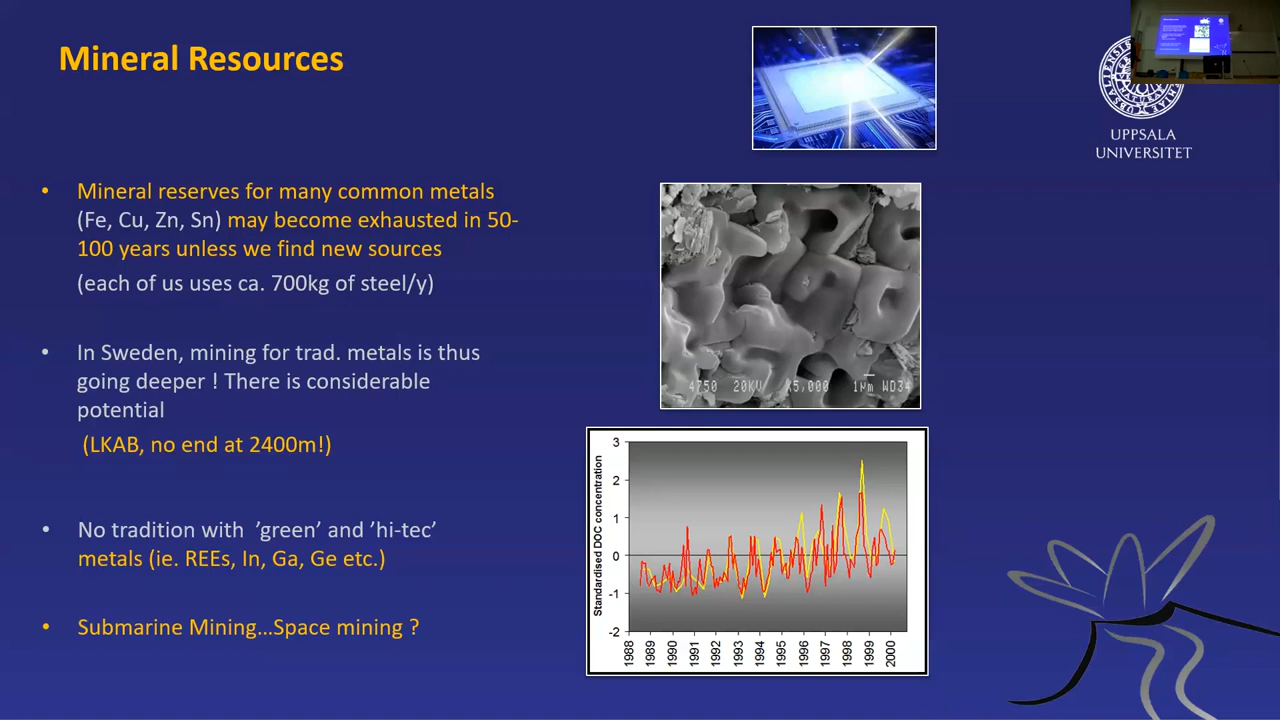 Mineral Resources
UPPSALA
UNIVERSITET
• Mineral reserves for many common metals
(Fe, Cu, Zn, Sn) may become exhausted in 50-
100 years unless we find new sources
(each of us uses ca. 700kg of steel/y)
• In Sweden, mining for trad. metals is thus
going deeper ! There is considerable
potential
(LKAB, no end at 2400m!)
• No tradition with ’green’ and ’hi-tec’
metals (ie. REEs, In, Ga, Ge etc.)
• Submarine Mining...Space mining ?
4750 20KV X5,000 1µm WD34
Standardised DOC concentration
3
2
1
0
-1
-2
1988 1989 1990 1991 1992 1993 1994 1995 1996 1997 1998 1999 2000